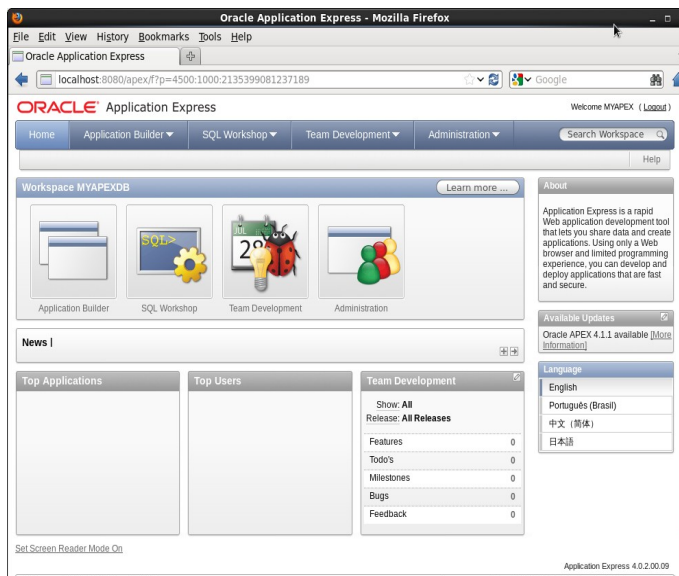 Oracle Application Express - Mozilla Firefox
File Edit View History Bookmarks Tools Help
Oracle Application Express
localhost:8080/apex/f?p=4500:1000:2135399081237189
Google
ORACLE Application Express
Welcome MYAPEX ( Logout )
Home Application Builder SQL Workshop Team Development Administration
Search Workspace
Help
Workspace MYAPEXDB
Learn more ...
SQL>
JUL
28
Application Builder SQL Workshop Team Development Administration
News |
Top Applications
Top Users
Team Development
Show: All
Release: All Releases
Features 0
Todo's 0
Milestones 0
Bugs 0
Feedback 0
About
Application Express is a rapid
Web application development tool
that lets you share data and create
applications. Using only a Web
browser and limited programming
experience, you can develop and
deploy applications that are fast
and secure.
Available Updates
Oracle APEX 4.1.1 available [More
Information]
Language
English
Português (Brasil)
中文（简体）
日本語
Set Screen Reader Mode On
Application Express 4.0.2.00.09